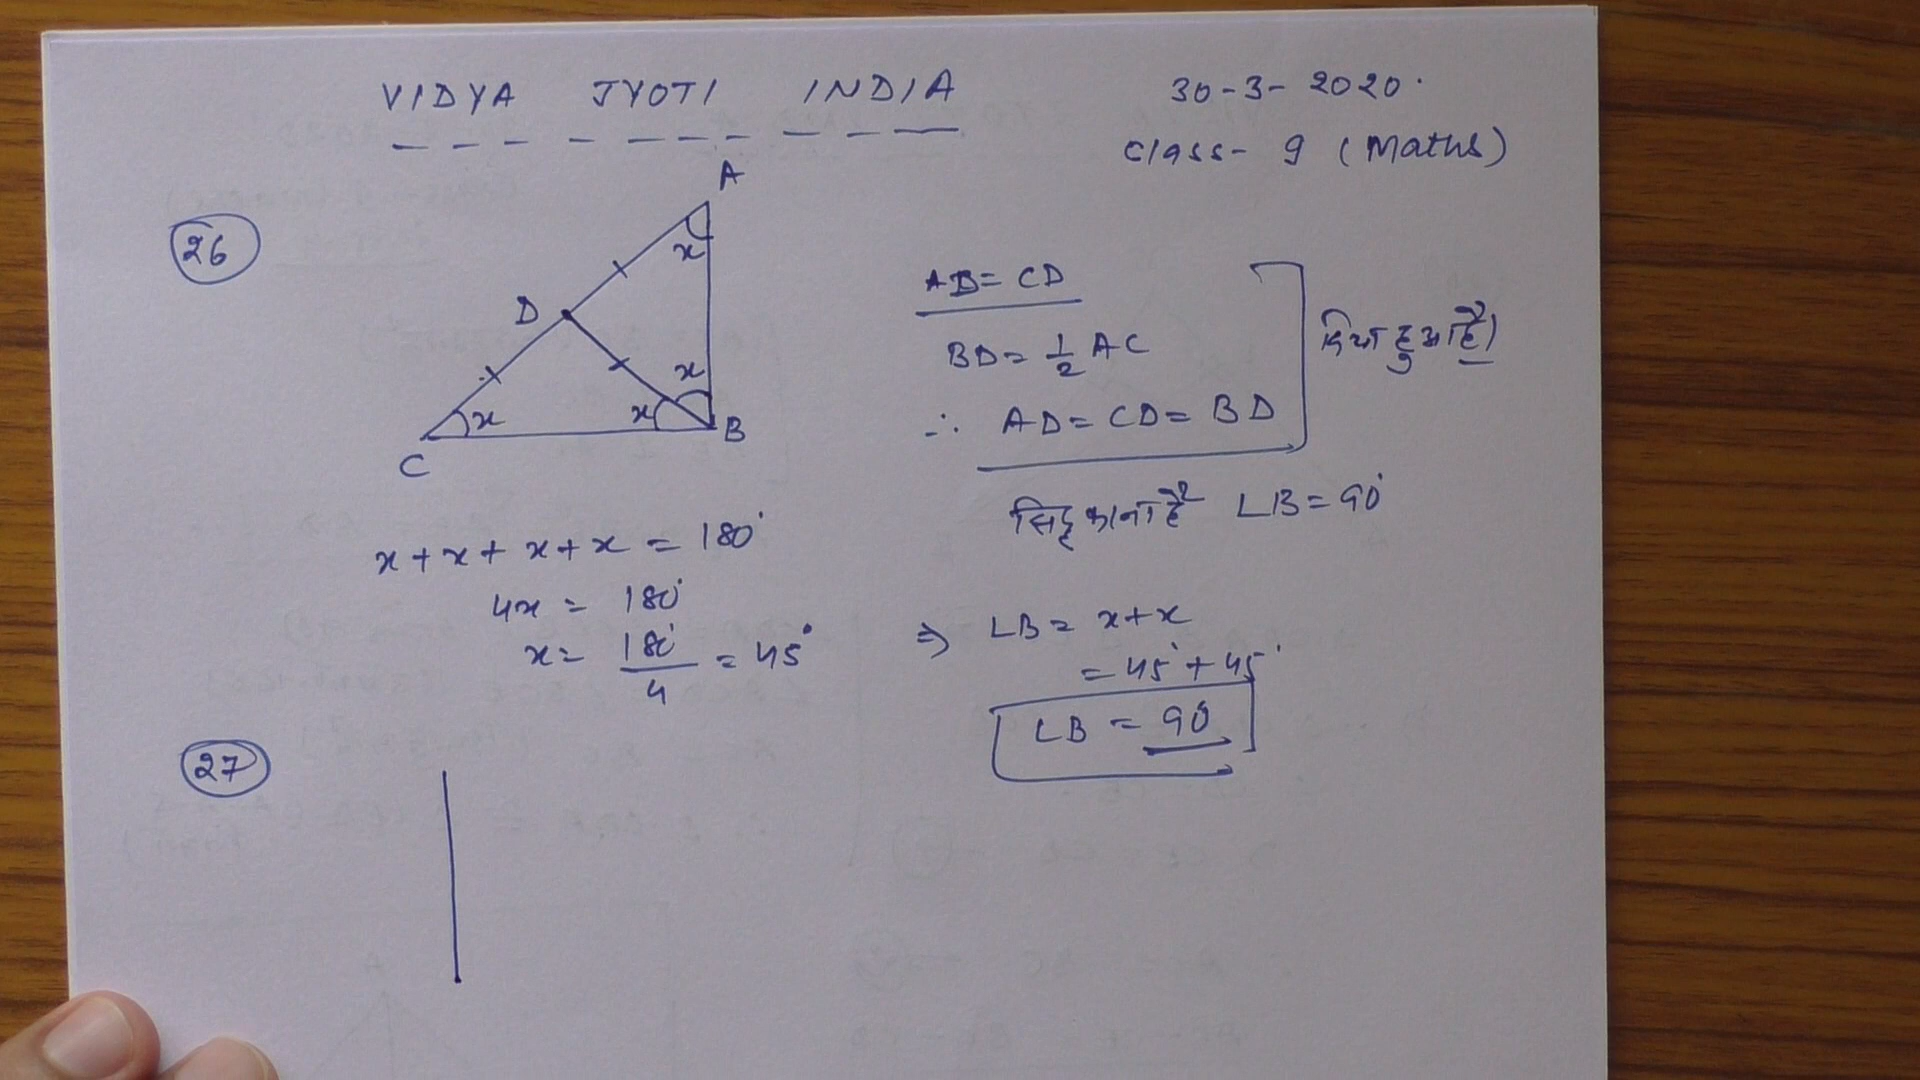 VIDYA JYOTI INDIA
30-3-2020.
Class- 9 (Maths)
26
A
x
D
x
x
x
B
C
AB = CD
BD = 1/2 AC
∴ AD = CD = BD
दिया हुआ है।
सिद्ध करना है ∠B = 90°
x + x + x + x = 180°
4x = 180°
x = 180°/4 = 45°
⇒ ∠B = x + x
= 45° + 45°
∠B = 90°
27